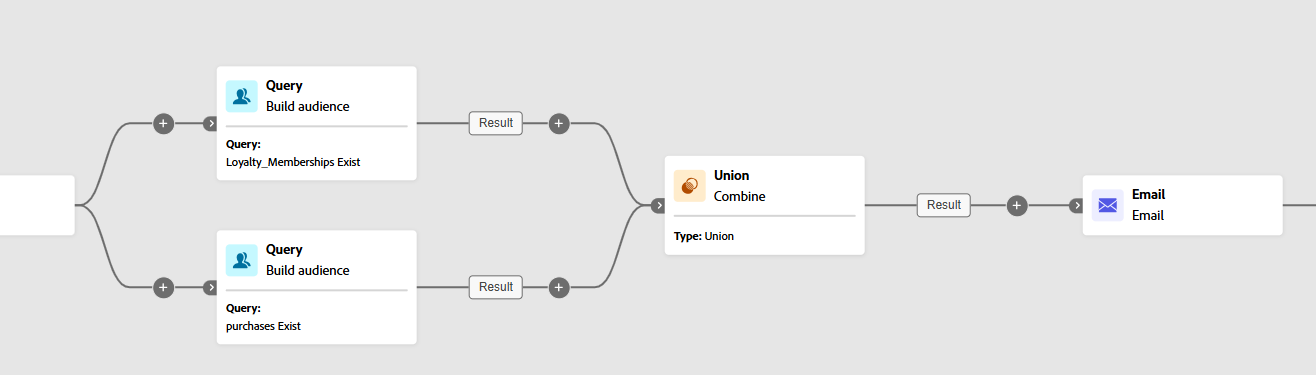 Query
Build audience
Query:
Loyalty_Memberships Exist
Result
Query
Build audience
Query:
purchases Exist
Result
Union
Combine
Type: Union
Result
Email
Email